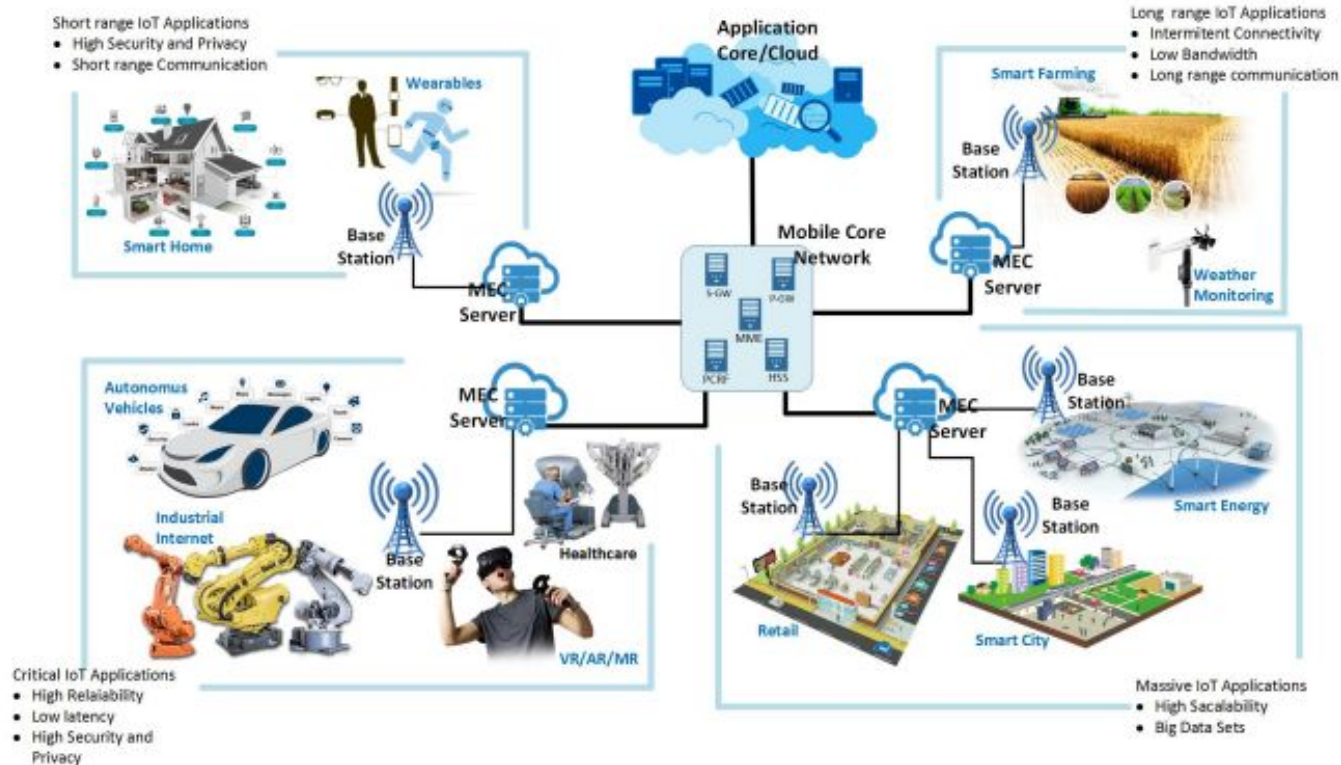 Short range IoT Applications
● High Security and Privacy
● Short range Communication
Wearables
Smart Home
Base
Station
MEC
Server
Application
Core/Cloud
Mobile Core
Network
S-GW
P-GW
MME
PCRF
HSS
Long range IoT Applications
● Intermitent Connectivity
● Low Bandwidth
● Long range communication
Smart Farming
Base
Station
MEC
Server
Weather
Monitoring
Autonomus
Vehicles
MEC
Server
Industrial
Internet
Base
Station
Healthcare
VR/AR/MR
Critical IoT Applications
● High Relaiability
● Low latency
● High Security and
Privacy
MEC
Server
Base
Station
Smart Energy
Base
Station
Retail
Base
Station
Smart City
Massive IoT Applications
● High Sacalability
● Big Data Sets